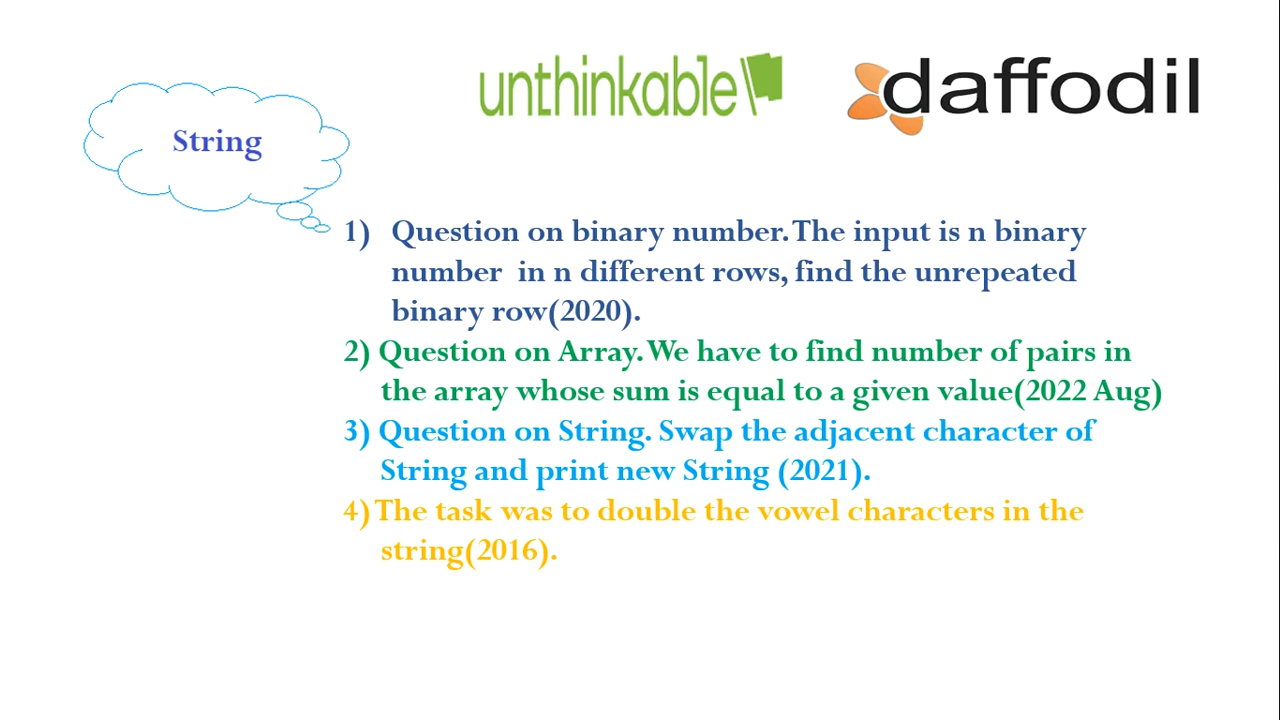 unthinkable
daffodil
String
1) Question on binary number. The input is n binary
number in n different rows, find the unrepeated
binary row(2020).
2) Question on Array. We have to find number of pairs in
the array whose sum is equal to a given value(2022 Aug)
3) Question on String. Swap the adjacent character of
String and print new String (2021).
4) The task was to double the vowel characters in the
string(2016).